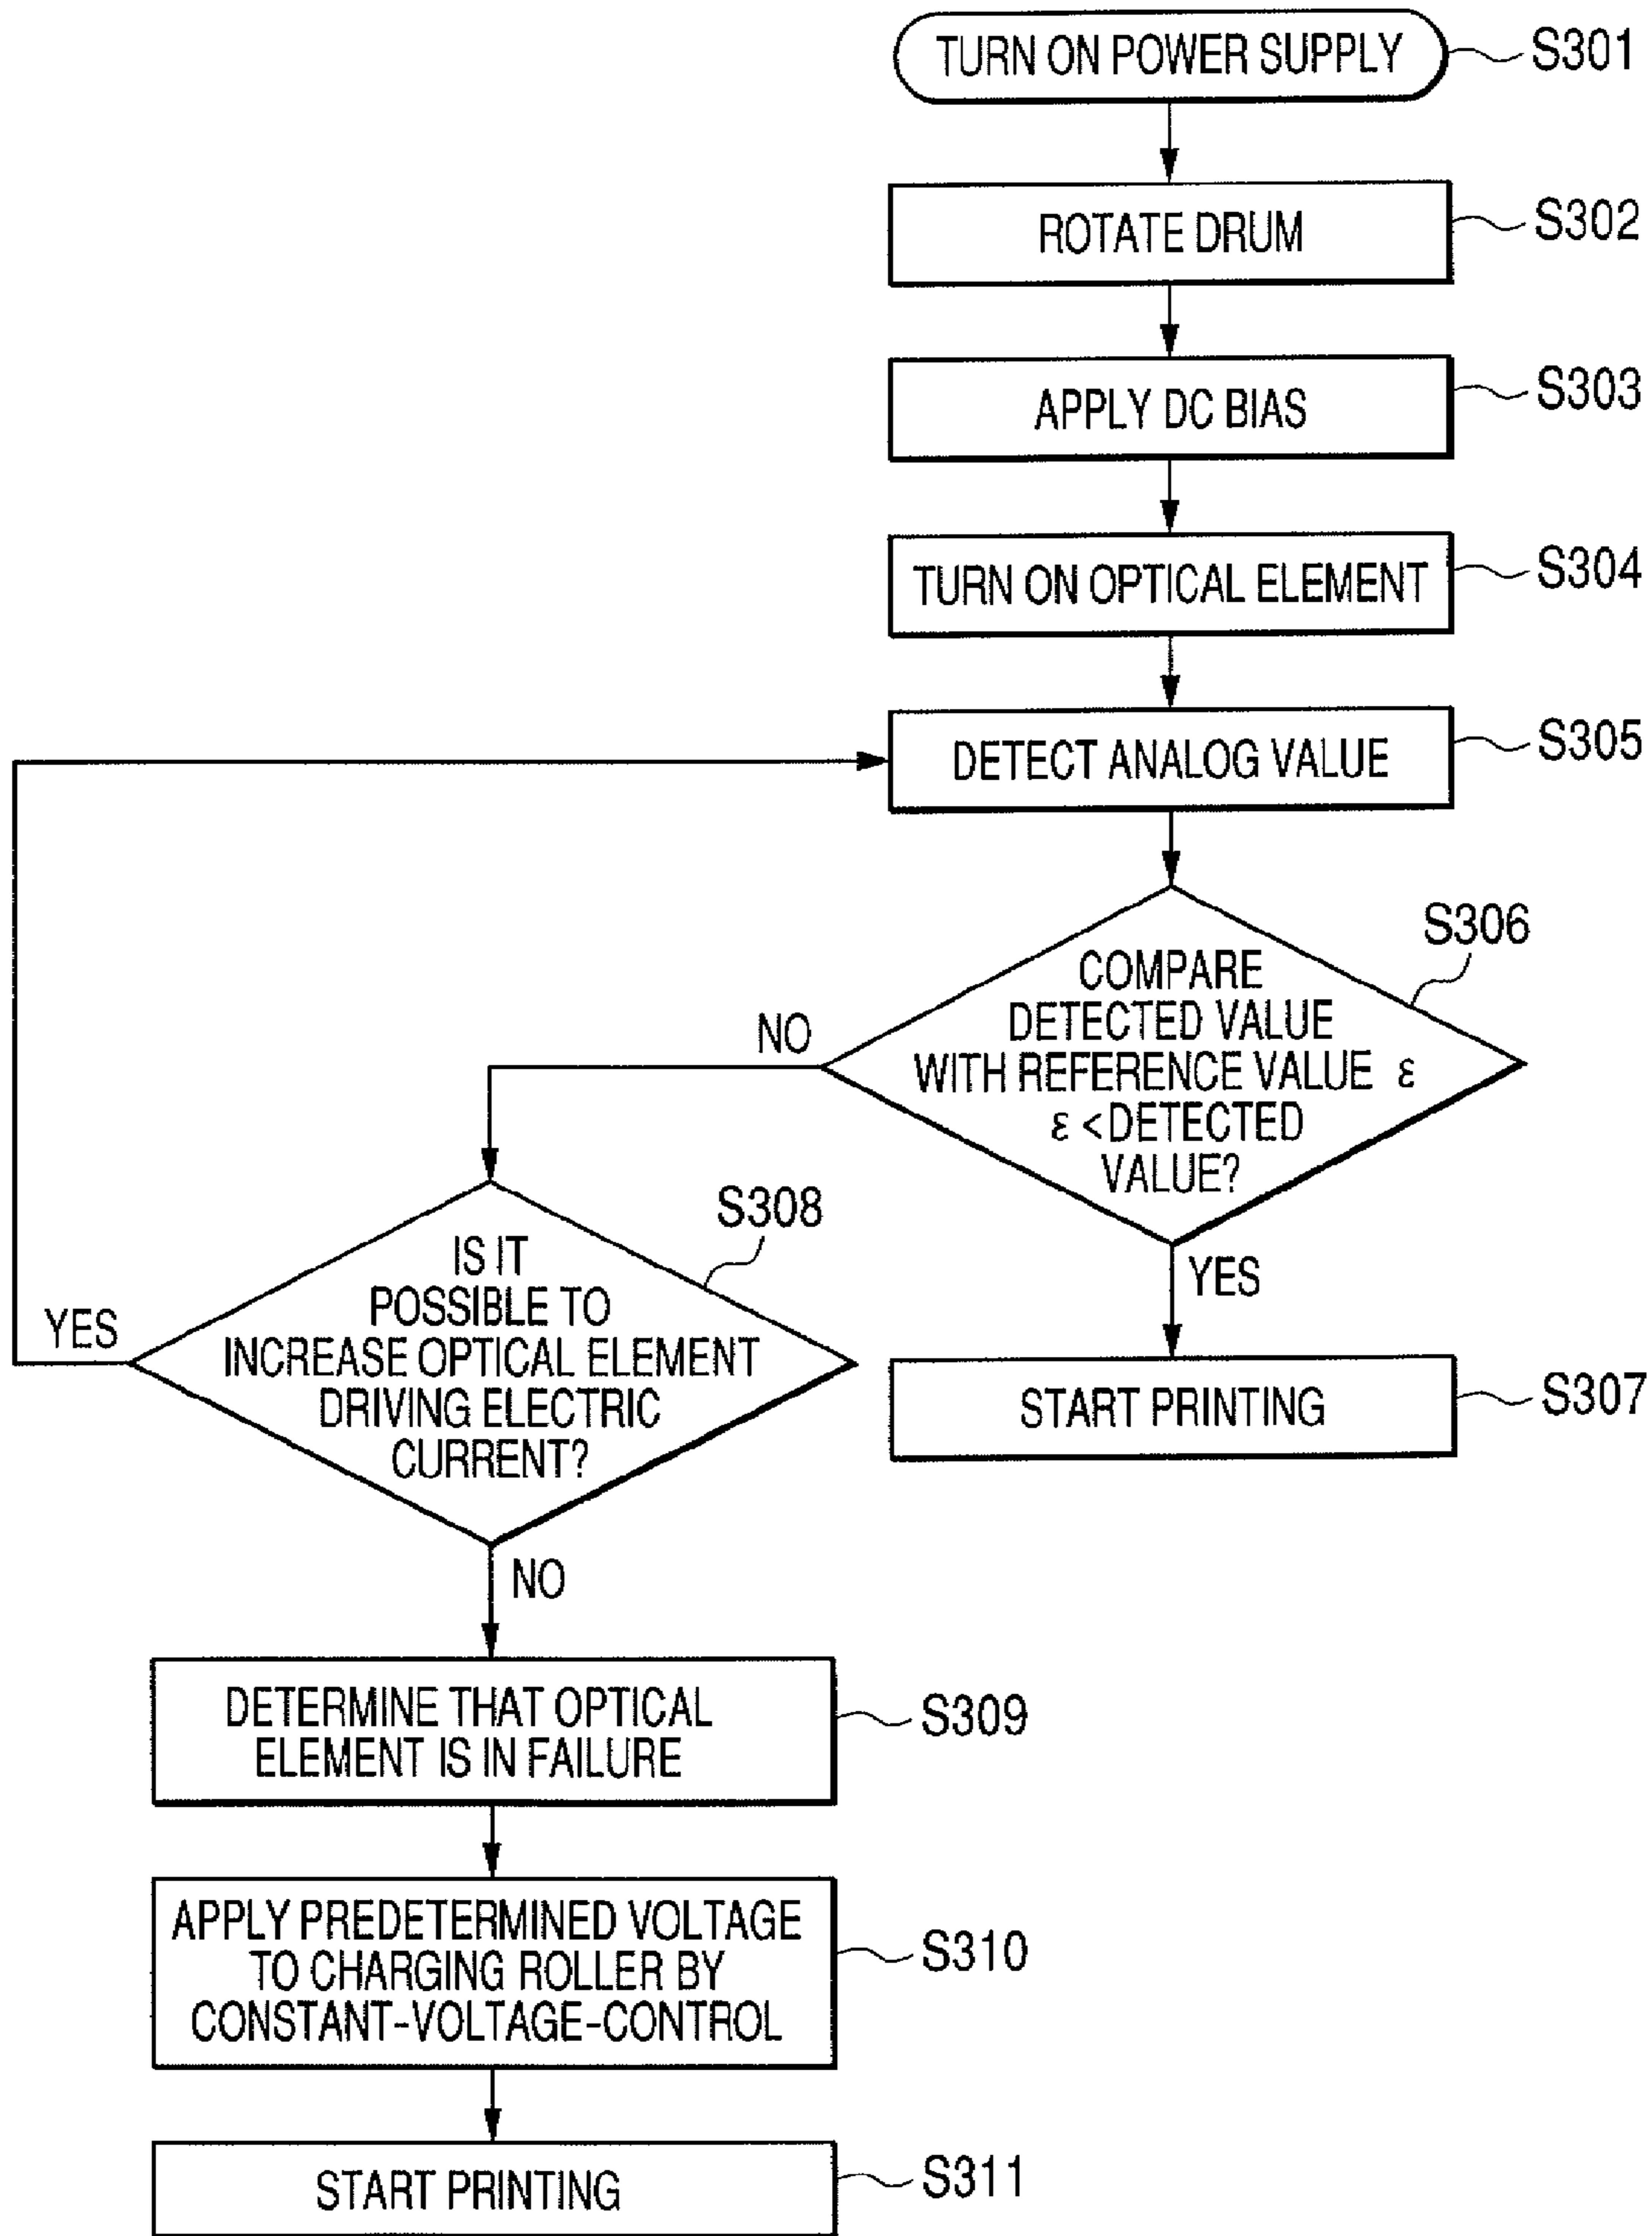 TURN ON POWER SUPPLY
S301
ROTATE DRUM
S302
APPLY DC BIAS
S303
TURN ON OPTICAL ELEMENT
S304
DETECT ANALOG VALUE
S305
COMPARE
DETECTED VALUE
WITH REFERENCE VALUE ε
ε <DETECTED
VALUE?
S306
NO
YES
START PRINTING
S307
IS IT
POSSIBLE TO
INCREASE OPTICAL ELEMENT
DRIVING ELECTRIC
CURRENT?
S308
YES
NO
DETERMINE THAT OPTICAL
ELEMENT IS IN FAILURE
S309
APPLY PREDETERMINED VOLTAGE
TO CHARGING ROLLER BY
CONSTANT-VOLTAGE-CONTROL
S310
START PRINTING
S311